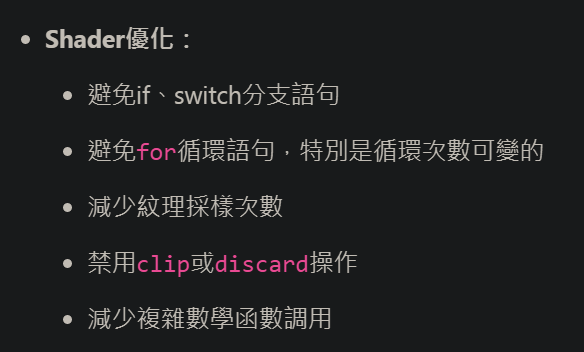 Shader優化：
避免if、switch分支語句
避免for循環語句，特別是循環次數可變的
減少紋理採樣次數
禁用clip或discard操作
減少複雜數學函數調用